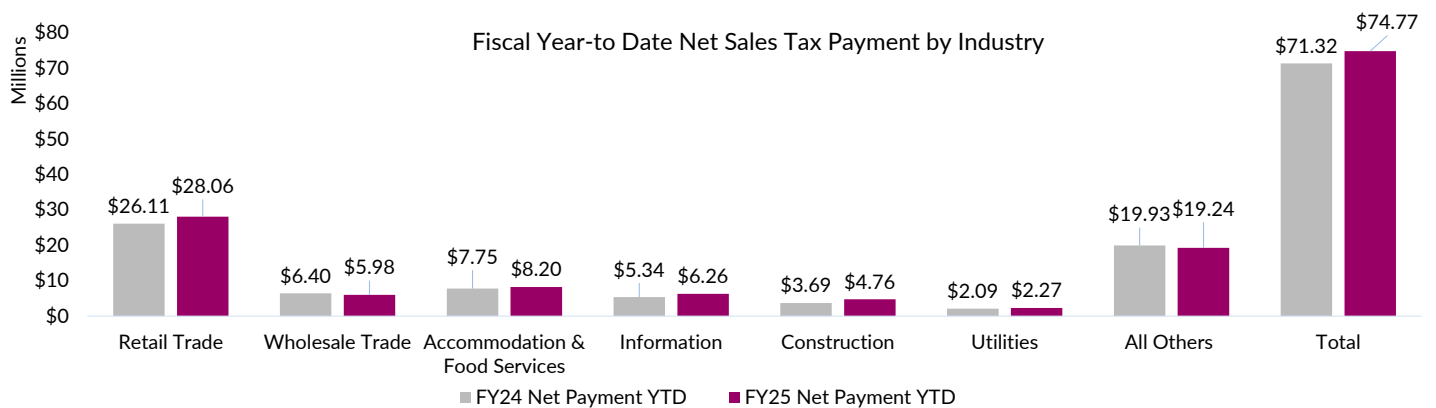 Fiscal Year-to Date Net Sales Tax Payment by Industry
Millions
$80
$70
$60
$50
$40
$30
$20
$10
$0
$26.11 $28.06
$6.40 $5.98
$7.75 $8.20
$5.34 $6.26
$3.69 $4.76
$2.09 $2.27
$19.93 $19.24
$71.32 $74.77
Retail Trade
Wholesale Trade
Accommodation &
Food Services
Information
Construction
Utilities
All Others
Total
FY24 Net Payment YTD
FY25 Net Payment YTD